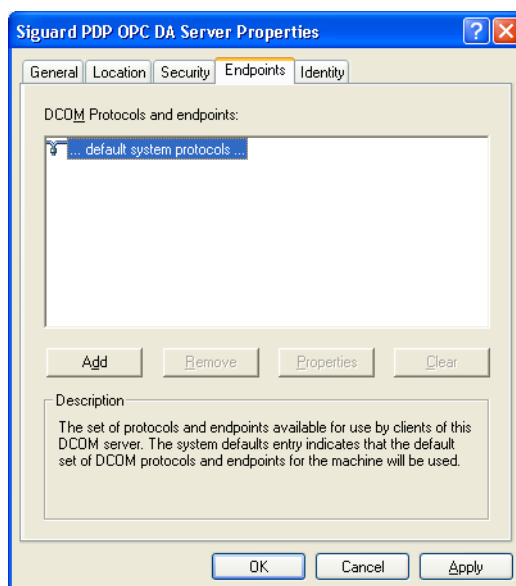 Siguard PDP OPC DA Server Properties
General Location Security Endpoints Identity
DCOM Protocols and endpoints:
... default system protocols ...
Add Remove Properties Clear
Description
The set of protocols and endpoints available for use by clients of this
DCOM server. The system defaults entry indicates that the default
set of DCOM protocols and endpoints for the machine will be used.
OK Cancel Apply